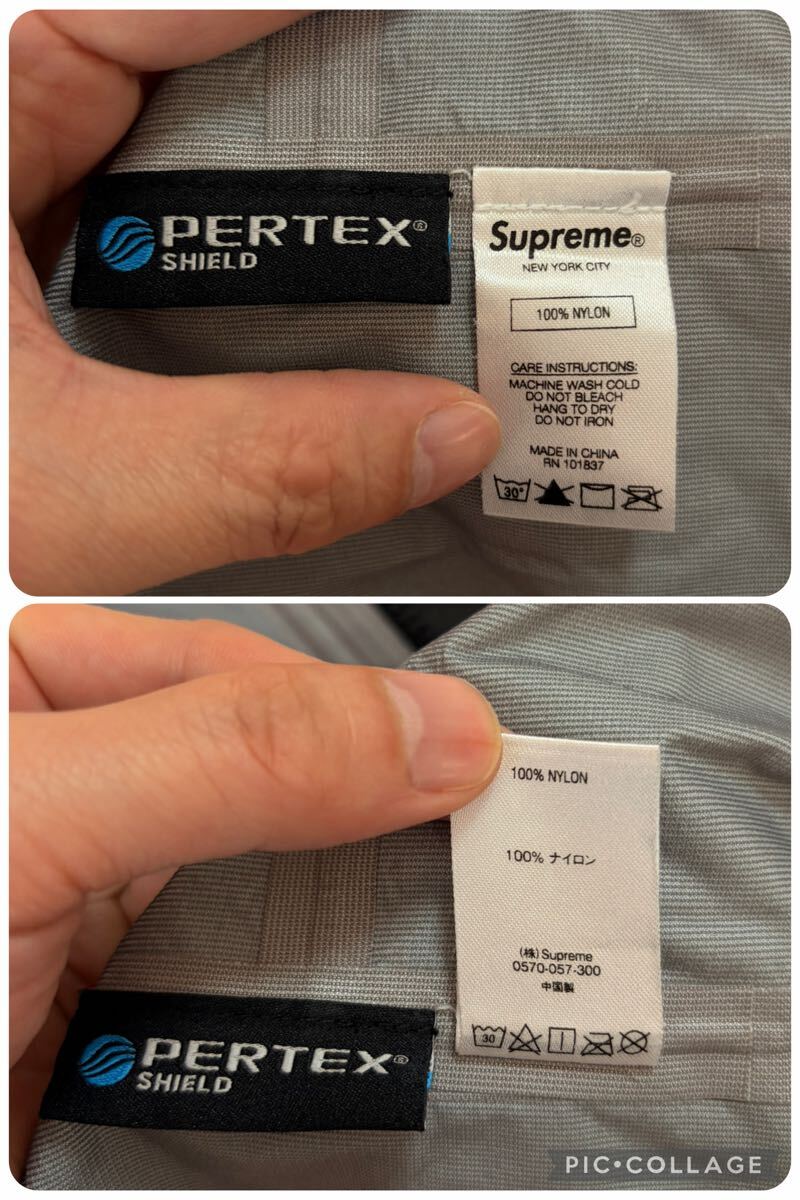 PERTEX®
SHIELD
Supreme®
NEW YORK CITY
100% NYLON
CARE INSTRUCTIONS:
MACHINE WASH COLD
DO NOT BLEACH
HANG TO DRY
DO NOT IRON
MADE IN CHINA
RN 101837
30°
100% NYLON
100% ナイロン
(株)Supreme
0570-057-300
中国製
30
PERTEX®
SHIELD
PIC•COLLAGE